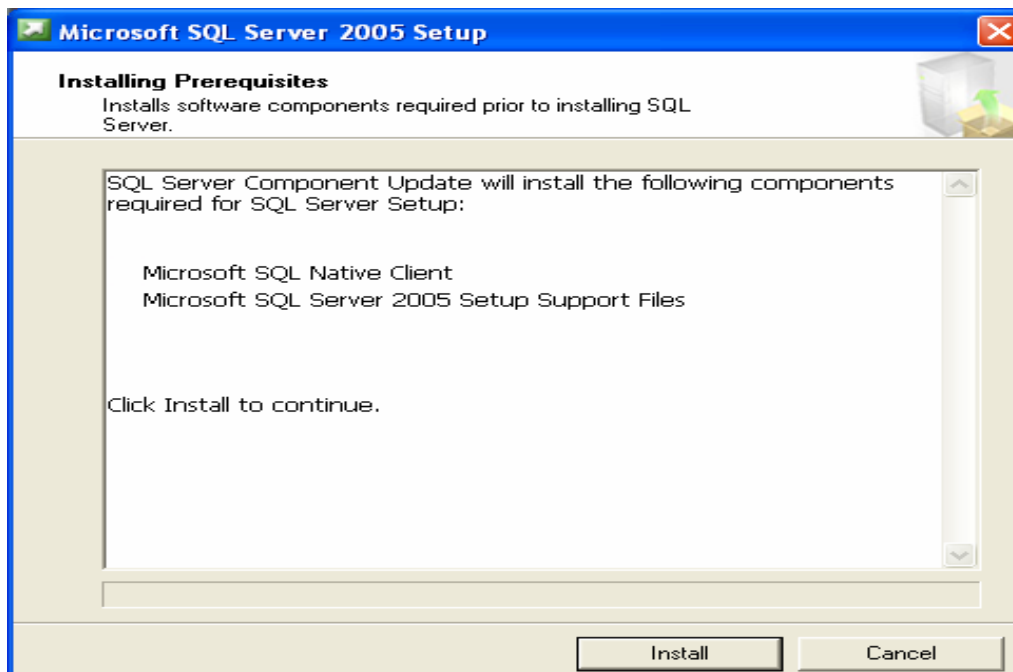 Microsoft SQL Server 2005 Setup
Installing Prerequisites
Installs software components required prior to installing SQL
Server.
SQL Server Component Update will install the following components
required for SQL Server Setup:
Microsoft SQL Native Client
Microsoft SQL Server 2005 Setup Support Files
Click Install to continue.
Install
Cancel